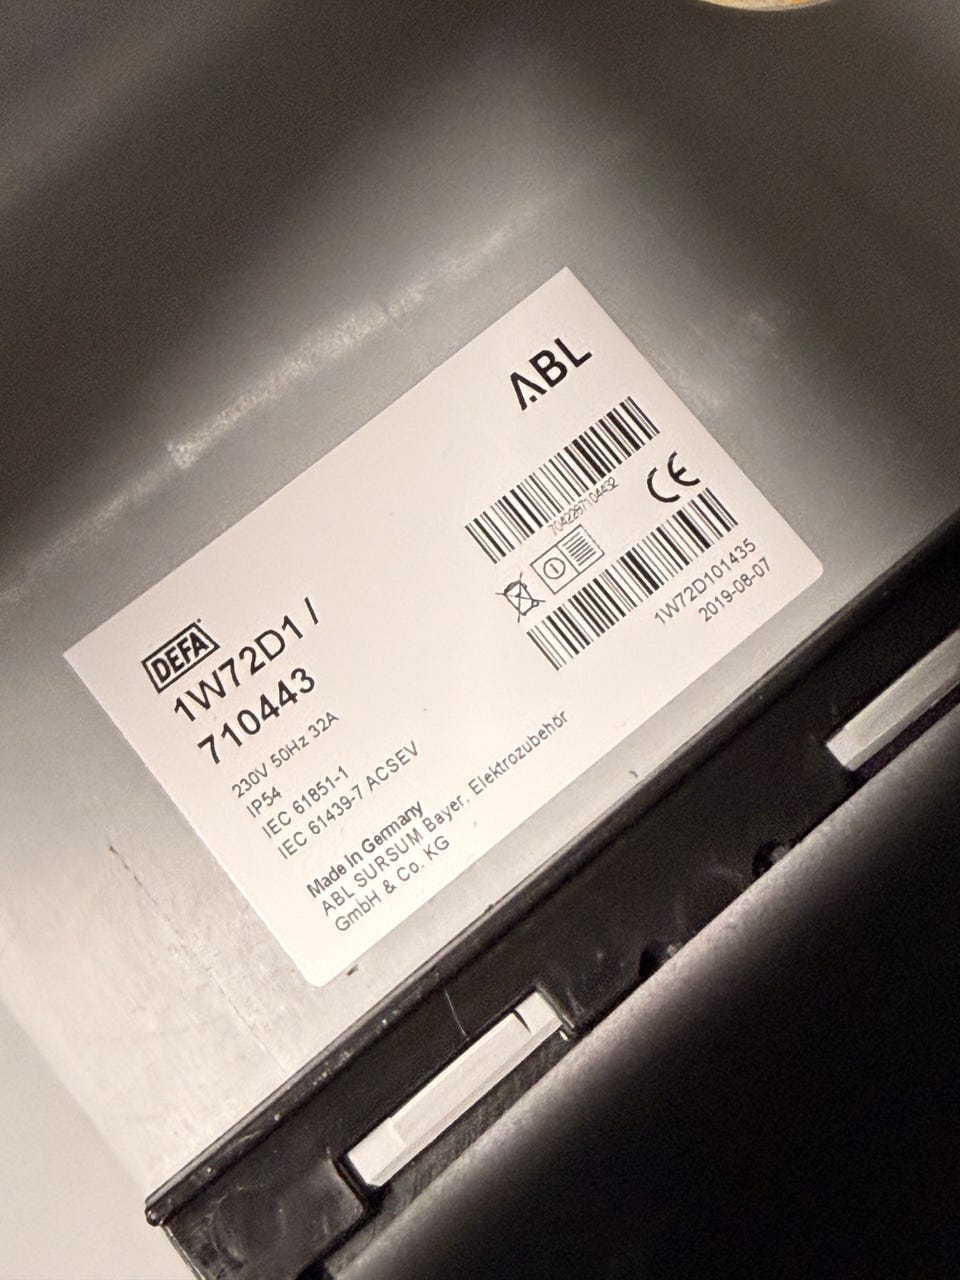 ABL
7042287104432
CE
1W72D101435
2019-08-07
DEFA
1W72D1 /
710443
230V 50Hz 32A
IP54
IEC 61851-1
IEC 61439-7 ACSEV
Made in Germany
ABL SURSUM Bayer. Elektrozubehör
GmbH & Co. KG